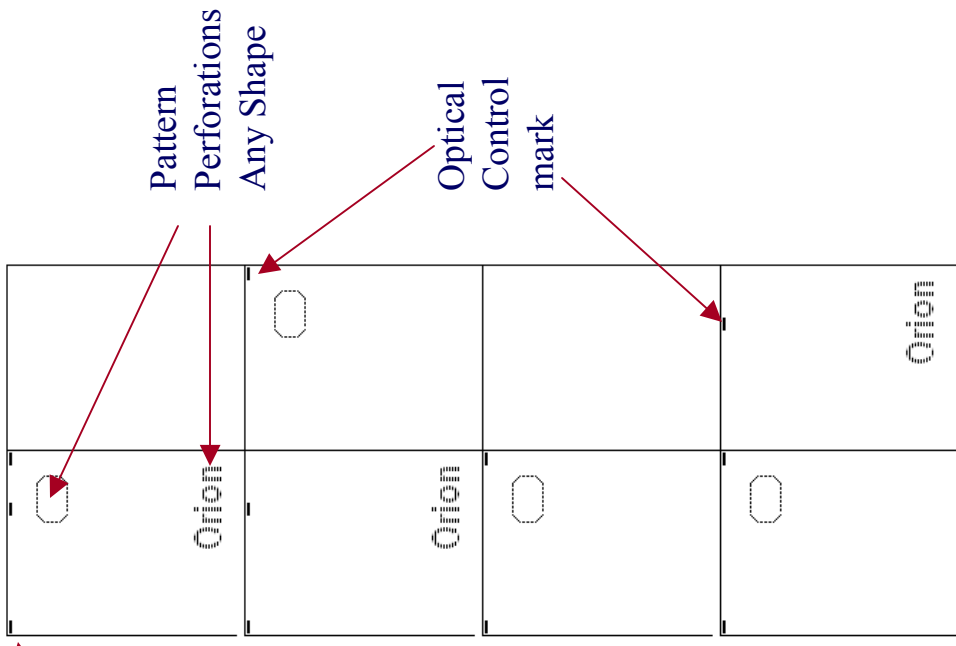 Pattern
Perforations
Any Shape
Optical
Control
mark
Orion
Orion
Orion